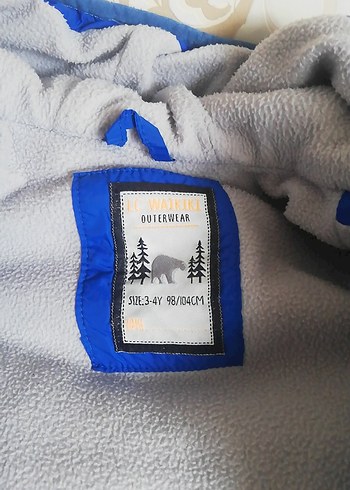 LC WAIKIKI
OUTERWEAR
SIZE:3-4Y 98/104CM